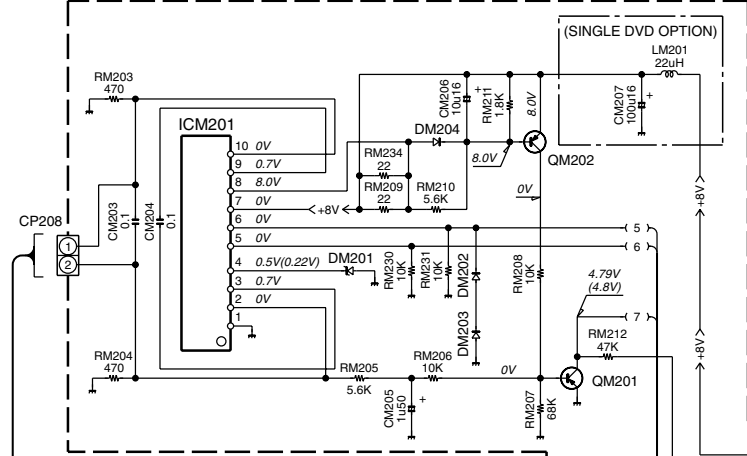 (SINGLE DVD OPTION)
LM201
22uH
RM203
470
CM206
10u16
+
RM211
1.8K
8.0V
CM207
100u16
+
ICM201
DM204
QM202
10 0V
9 0.7V
8 8.0V
7 0V
6 0V
5 0V
4 0.5V(0.22V)
3 0.7V
2 0V
1
RM234
22
RM209
22
RM210
5.6K
8.0V
0V
+8V
+8V
CP208
1
2
CM203
0.1
CM204
0.1
DM201
RM230
10K
RM231
10K
DM202
DM203
RM208
10K
5
6
4.79V
(4.8V)
7
RM212
47K
+8V
RM204
470
RM205
5.6K
RM206
10K
0V
CM205
1u50
+
RM207
68K
QM201